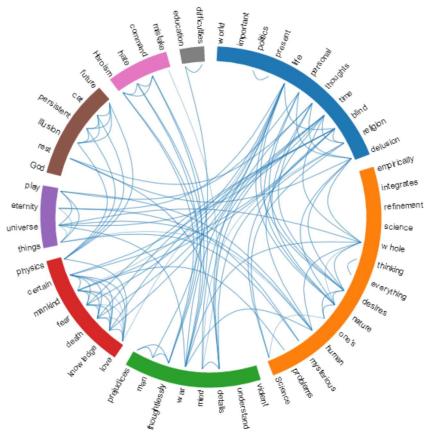 world
important
politics
present
life
personal
thoughts
time
blind
religion
delusion
empirically
integrates
refinement
science
whole
thinking
everything
desires
nature
one's
human
mysterious
problems
Science
violent
understand
details
mind
war
thoughtlessly
man
prejudices
love
knowledge
death
fear
mankind
certain
physics
things
universe
eternity
play
God
rest
illusion
persistent
cat
future
Heroism
hate
command
mistake
education
difficulties